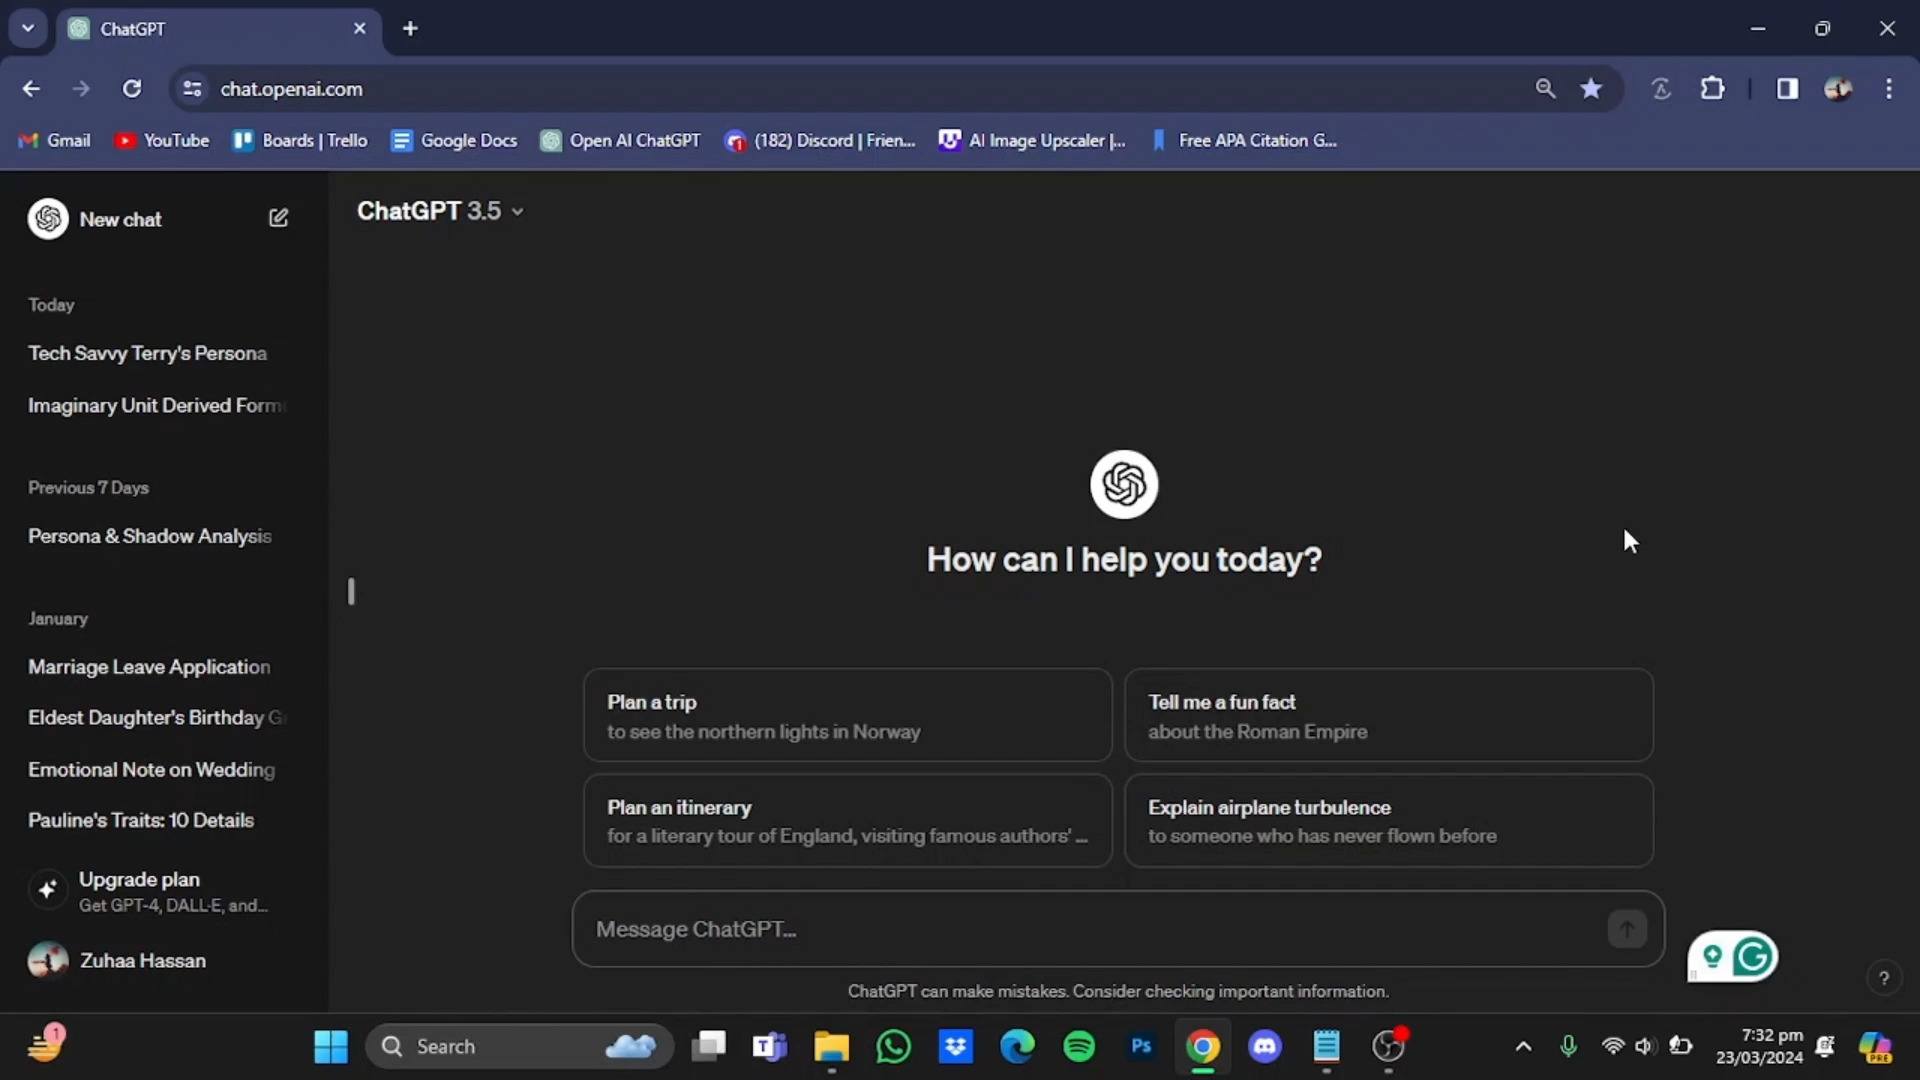 ChatGPT
chat.openai.com
Gmail
YouTube
Boards | Trello
Google Docs
Open AI ChatGPT
(182) Discord | Frien...
AI Image Upscaler |...
Free APA Citation G...
New chat
ChatGPT 3.5
Today
Tech Savvy Terry's Persona
Imaginary Unit Derived Form
Previous 7 Days
Persona & Shadow Analysis
January
Marriage Leave Application
Eldest Daughter's Birthday G
Emotional Note on Wedding
Pauline's Traits: 10 Details
Upgrade plan
Get GPT-4, DALL·E, and...
Zuhaa Hassan
How can I help you today?
Plan a trip
to see the northern lights in Norway
Tell me a fun fact
about the Roman Empire
Plan an itinerary
for a literary tour of England, visiting famous authors' ...
Explain airplane turbulence
to someone who has never flown before
Message ChatGPT...
ChatGPT can make mistakes. Consider checking important information.
?
1
Search
T
Ps
7:32 pm
23/03/2024
PRE